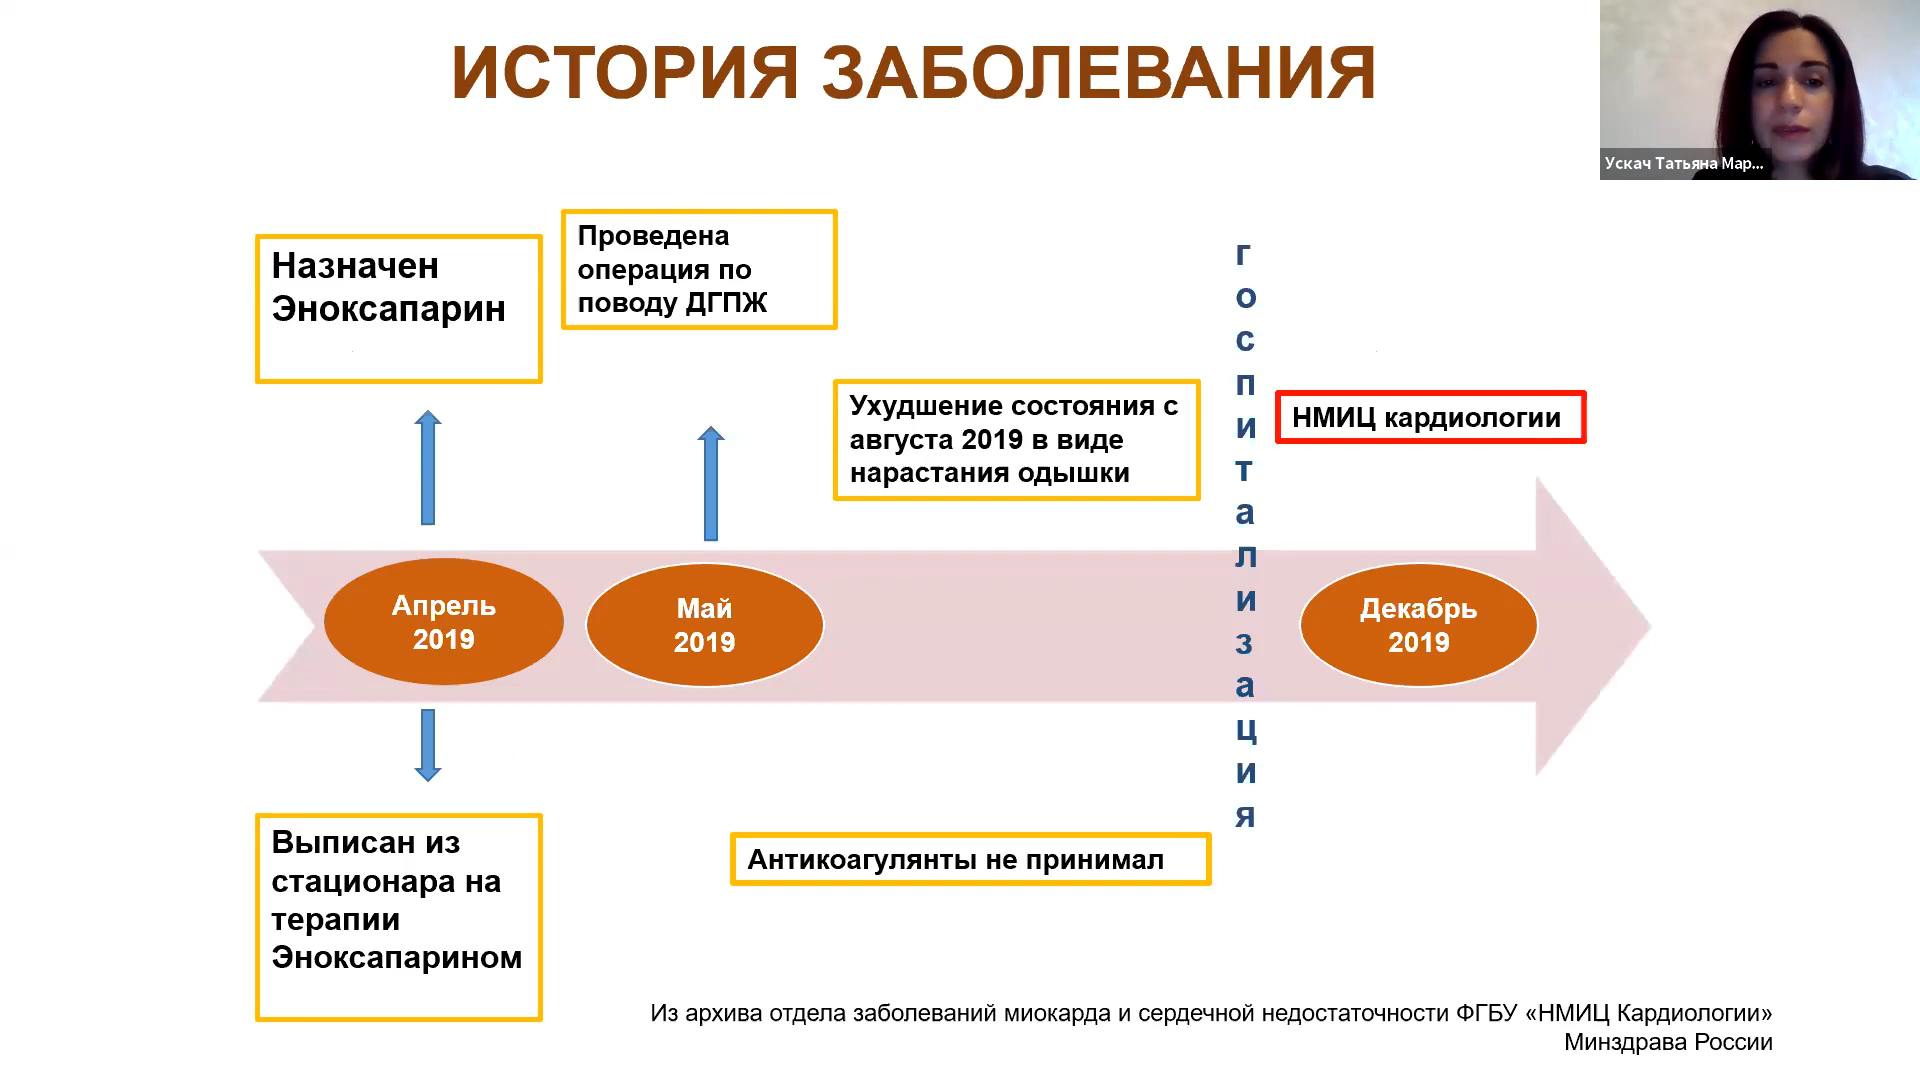 ИСТОРИЯ ЗАБОЛЕВАНИЯ
Ускач Татьяна Мар...
Назначен
Эноксапарин
Проведена
операция по
поводу ДГПЖ
Ухудшение состояния с
августа 2019 в виде
нарастания одышки
госпитализация
НМИЦ кардиологии
Апрель
2019
Май
2019
Декабрь
2019
Выписан из
стационара на
терапии
Эноксапарином
Антикоагулянты не принимал
Из архива отдела заболеваний миокарда и сердечной недостаточности ФГБУ «НМИЦ Кардиологии»
Минздрава России